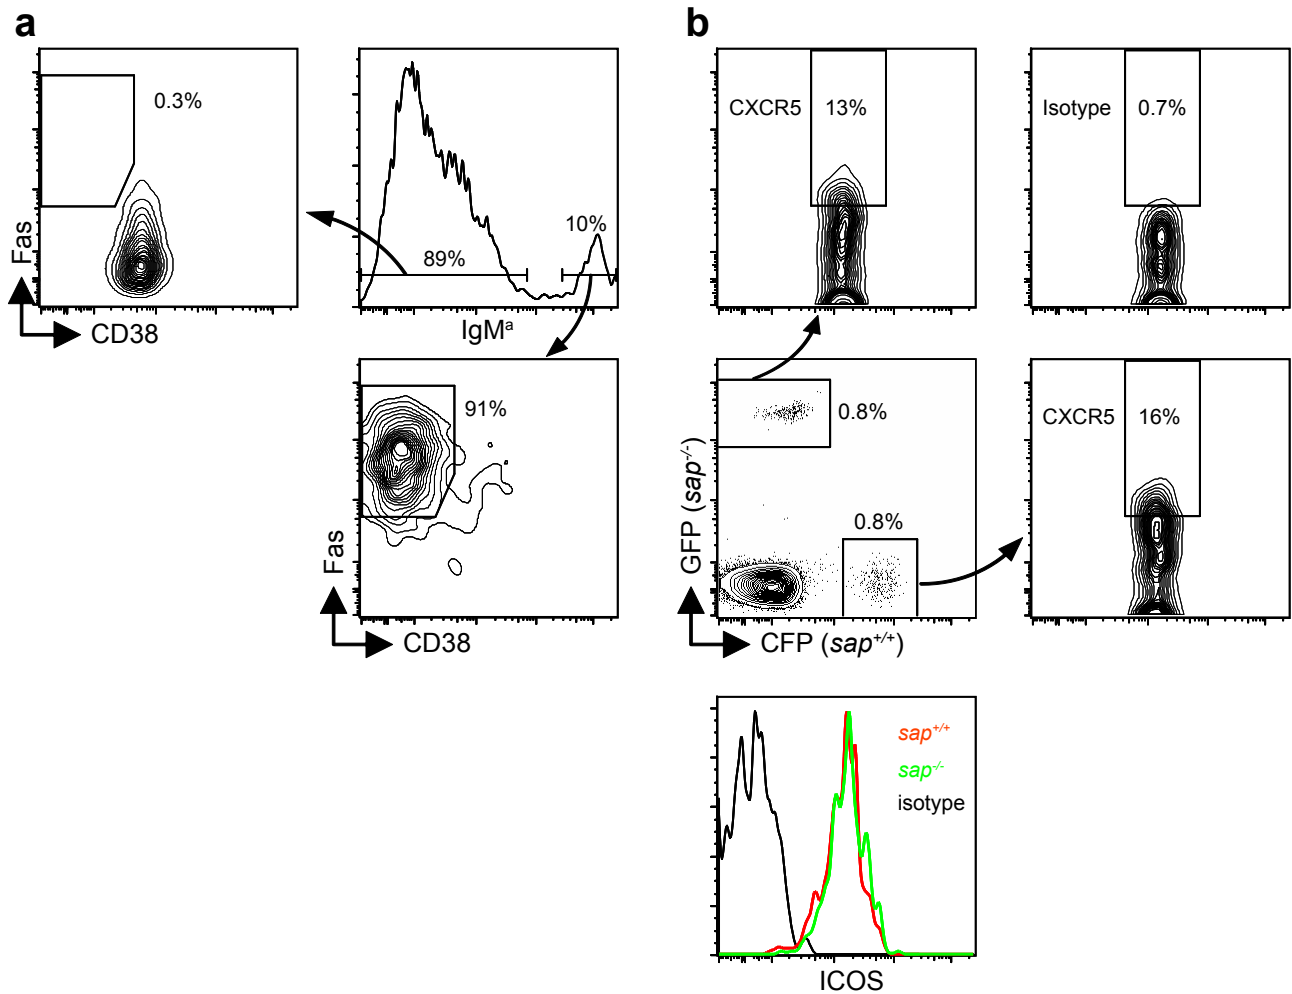 a
0.3%
Fas
CD38
89%
10%
IgMᵃ
91%
Fas
CD38
b
CXCR5 13%
Isotype 0.7%
GFP (sap⁻/⁻)
0.8%
0.8%
CFP (sap⁺/⁺)
CXCR5 16%
sap⁺/⁺
sap⁻/⁻
isotype
ICOS